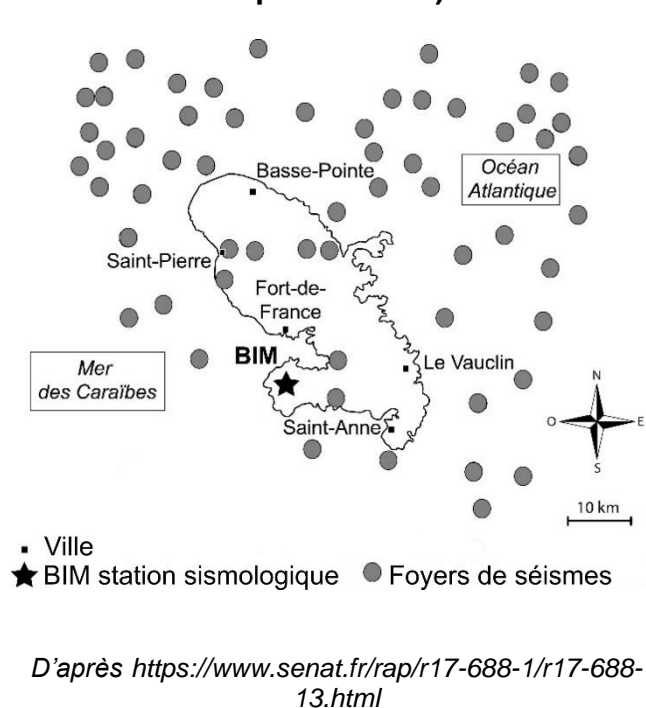 Basse-Pointe
Océan
Atlantique
Saint-Pierre
Fort-de-
France
BIM
Le Vauclin
Mer
des Caraïbes
Saint-Anne
N
O
E
S
10 km
Ville
BIM station sismologique
Foyers de séismes
D'après https://www.senat.fr/rap/r17-688-1/r17-688-
13.html